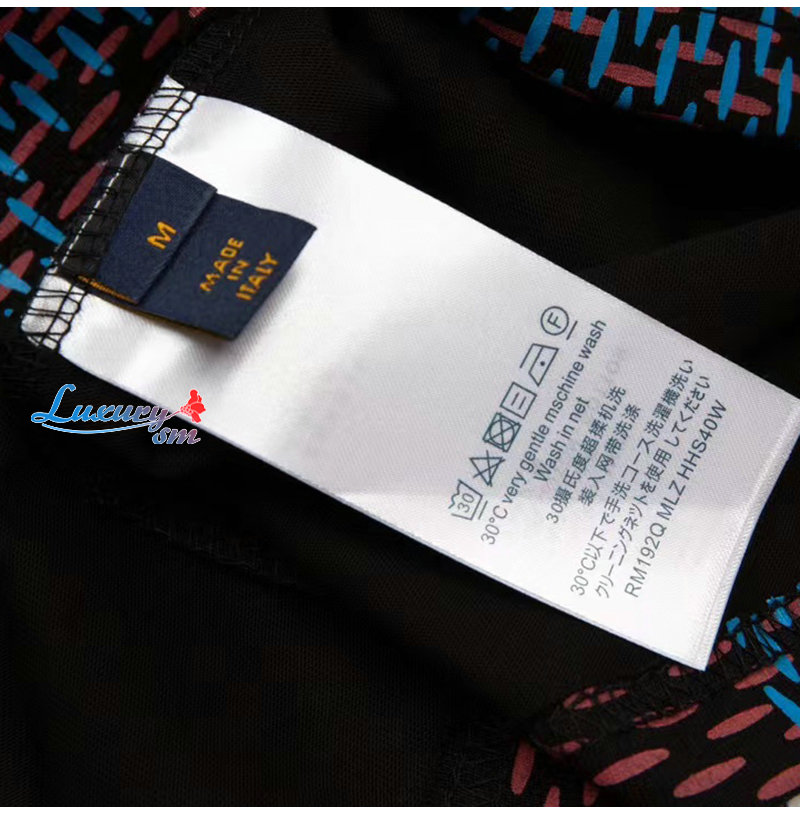 M
MADE
IN
ITALY
Luxury
sm
F
30
30°C very gentle mschine wash
Wash in net
30摄氏度超柔机洗
装入网带洗涤
30°C以下で手洗コース洗濯機洗い
クリーニングネットを使用してください
RM192Q MLZ HHS40W